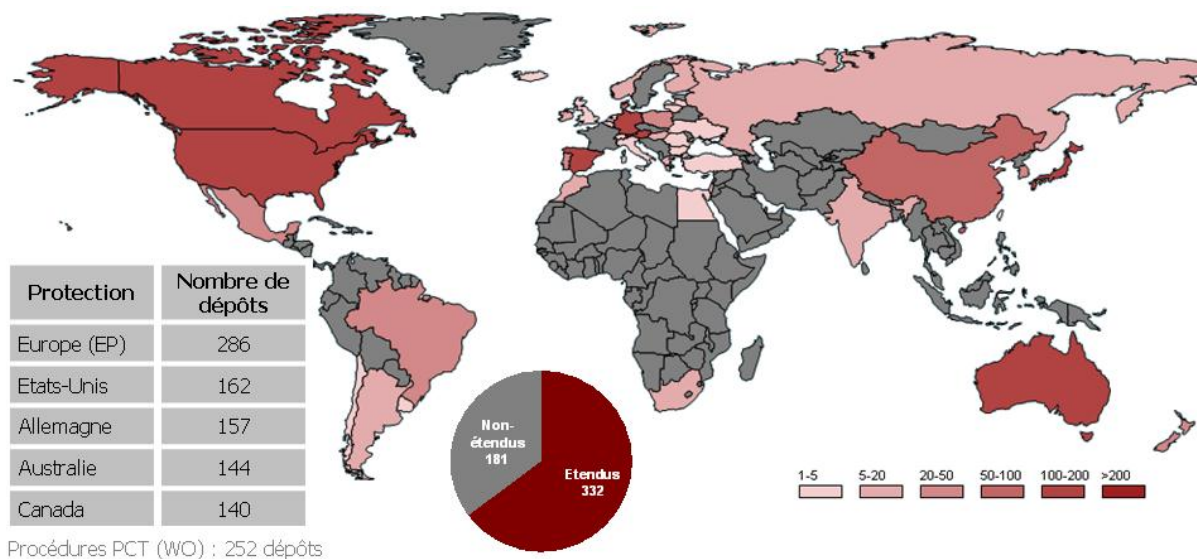 Protection Nombre de
dépôts
Europe (EP) 286
Etats-Unis 162
Allemagne 157
Australie 144
Canada 140
Procédures PCT (WO) : 252 dépôts
Non-
étendus
181
Etendus
332
1-5 5-20 20-50 50-100 100-200 >200